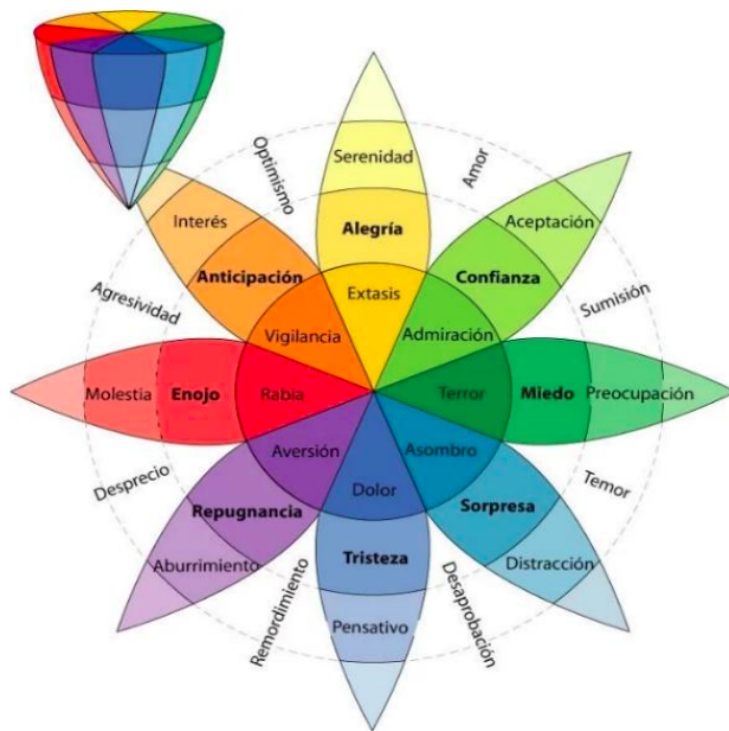 Optimismo
Serenidad
Amor
Interés
Alegría
Aceptación
Anticipación
Confianza
Agresividad
Extasis
Sumisión
Vigilancia
Admiración
Molestia
Enojo
Rabia
Terror
Miedo
Preocupación
Aversión
Asombro
Desprecio
Dolor
Temor
Repugnancia
Sorpresa
Aburrimiento
Tristeza
Distracción
Remordimiento
Pensativo
Desaprobación